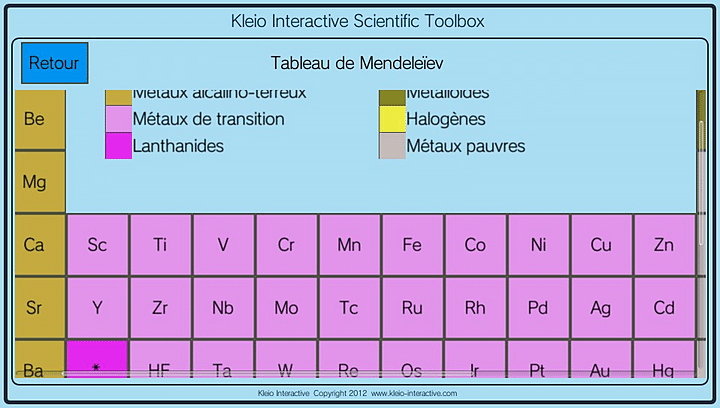 Kleio Interactive Scientific Toolbox
Retour
Tableau de Mendeleïev
Métaux alcalino-terreux Métalloïdes
Be Métaux de transition Halogènes
Lanthanides Métaux pauvres
Mg
Ca Sc Ti V Cr Mn Fe Co Ni Cu Zn
Sr Y Zr Nb Mo Tc Ru Rh Pd Ag Cd
Ba * HF Ta W Re Os Ir Pt Au Hg
Kleio Interactive Copyright 2012 www.kleio-interactive.com